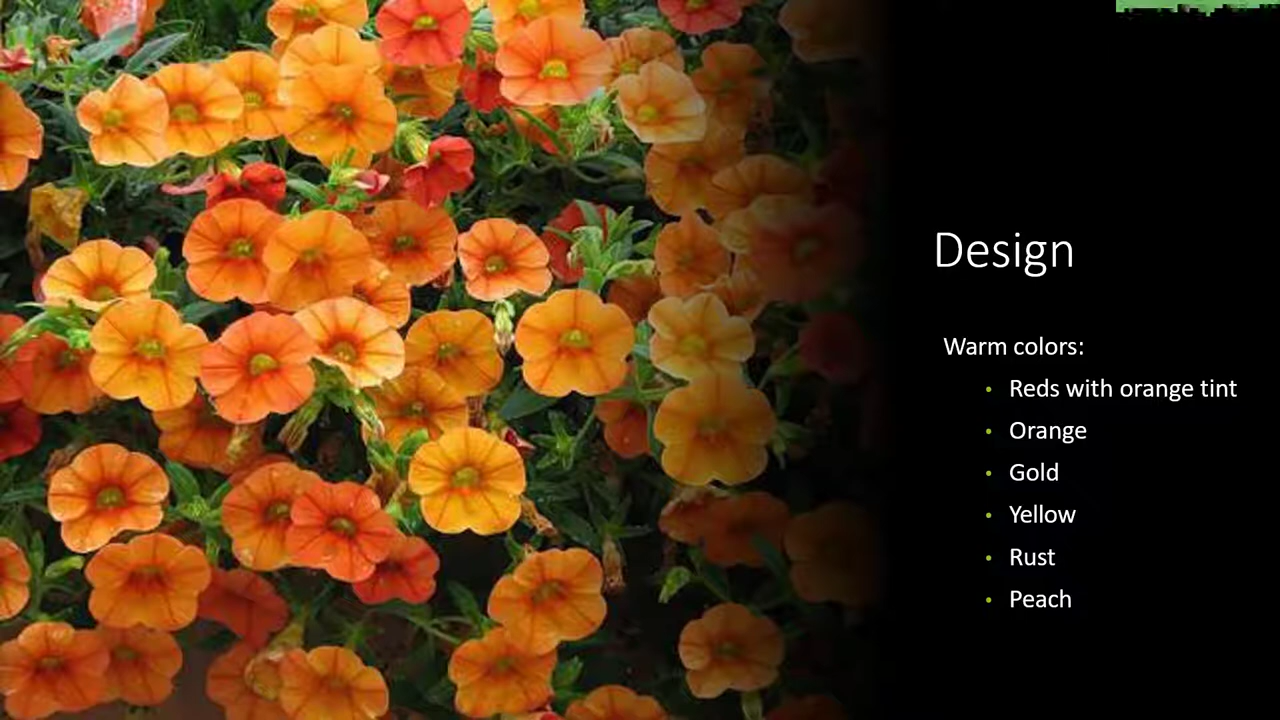 Design
Warm colors:
• Reds with orange tint
• Orange
• Gold
• Yellow
• Rust
• Peach